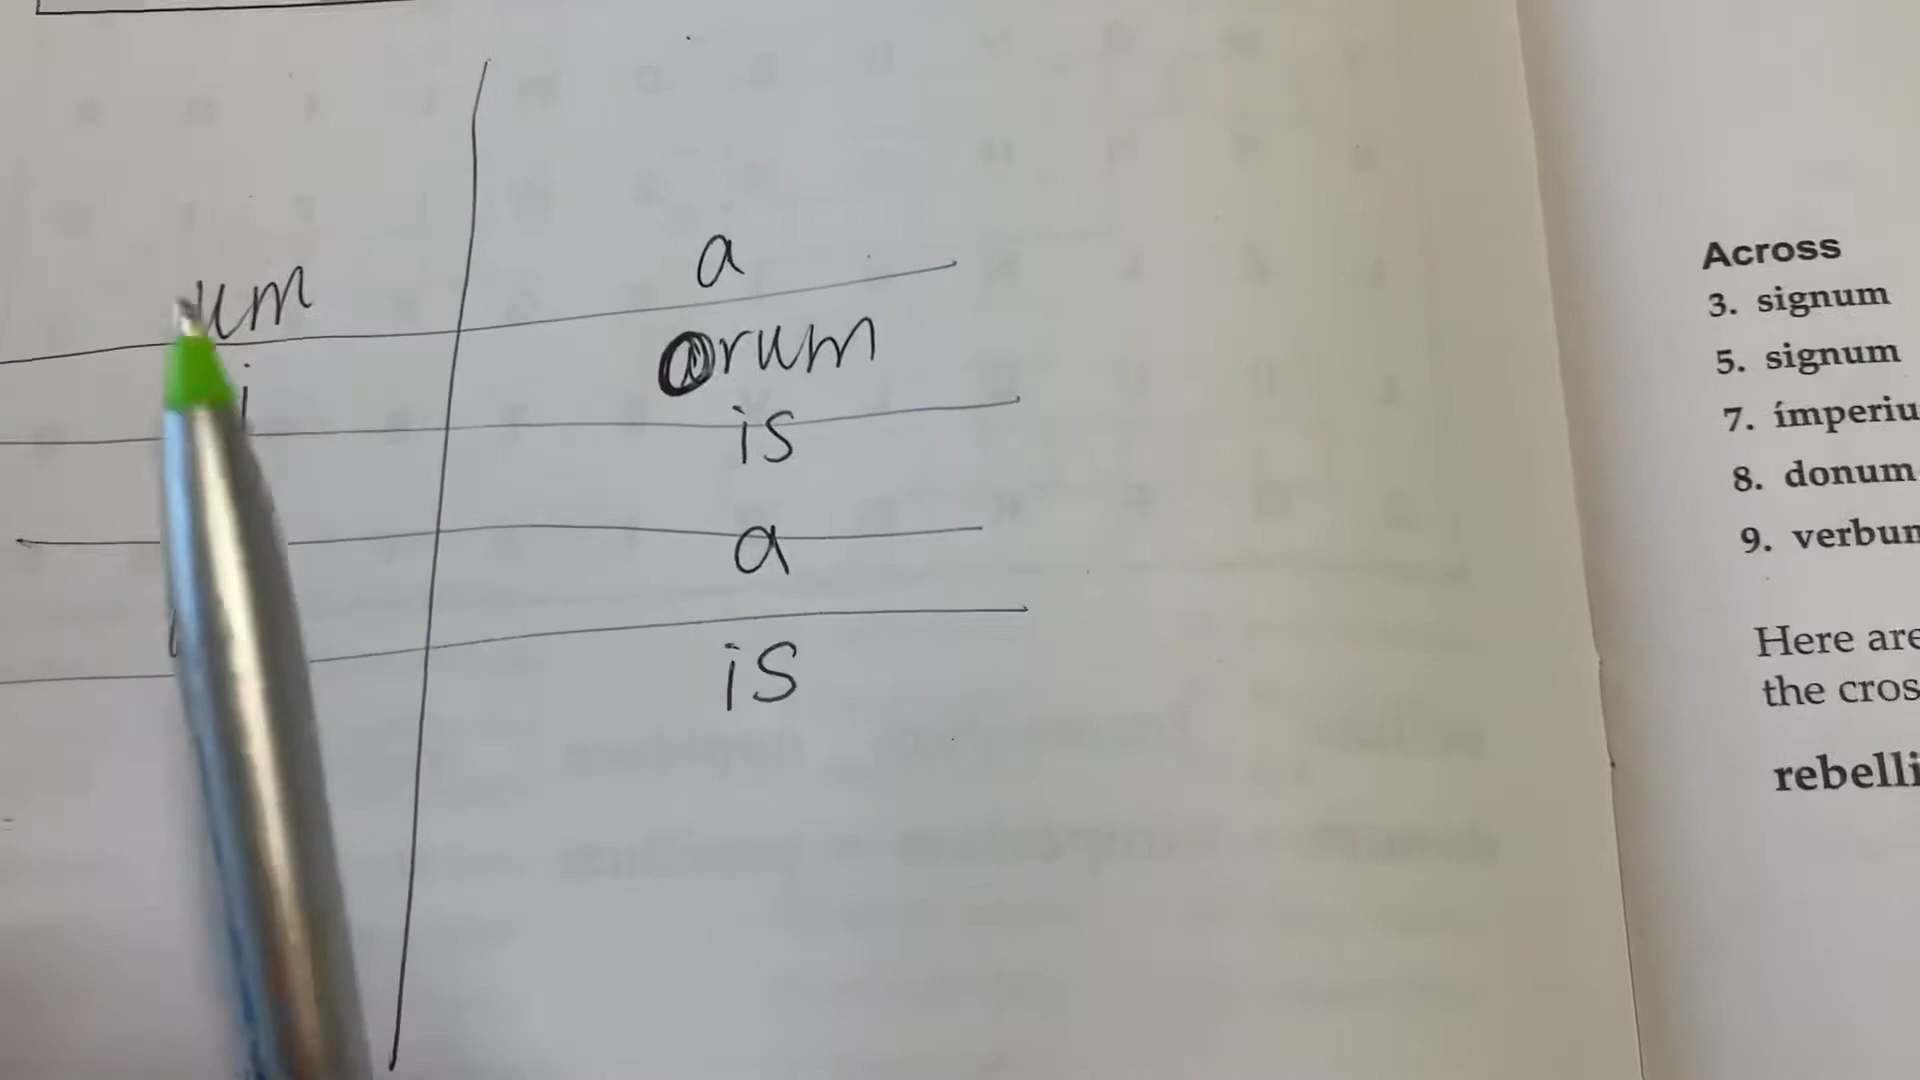 um a
i orum
is
a
is
Across
3. signum
5. signum
7. ímperiu
8. donum
9. verbum
Here are
the cros
rebelli